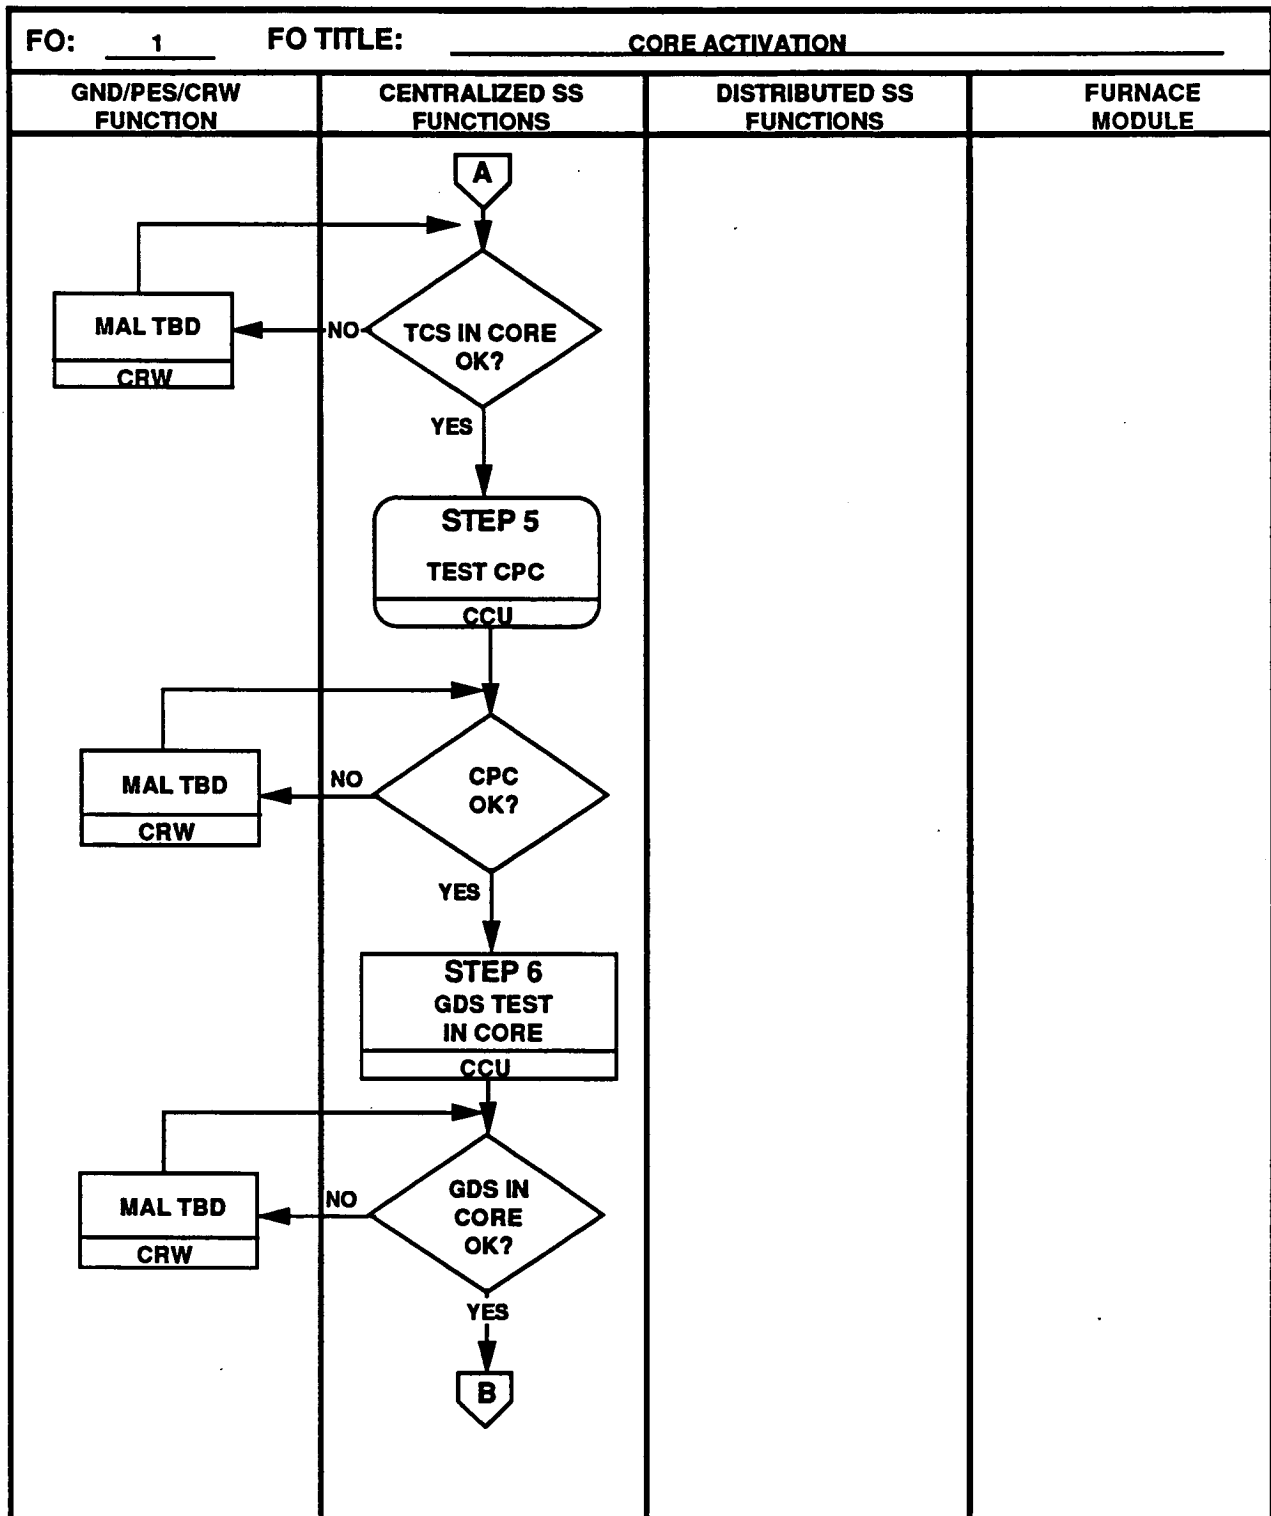 FO: 1 FO TITLE: CORE ACTIVATION
GND/PES/CRW
FUNCTION
CENTRALIZED SS
FUNCTIONS
DISTRIBUTED SS
FUNCTIONS
FURNACE
MODULE
A
MAL TBD
CRW
NO
TCS IN CORE
OK?
YES
STEP 5
TEST CPC
CCU
MAL TBD
CRW
NO
CPC
OK?
YES
STEP 6
GDS TEST
IN CORE
CCU
MAL TBD
CRW
NO
GDS IN
CORE
OK?
YES
B